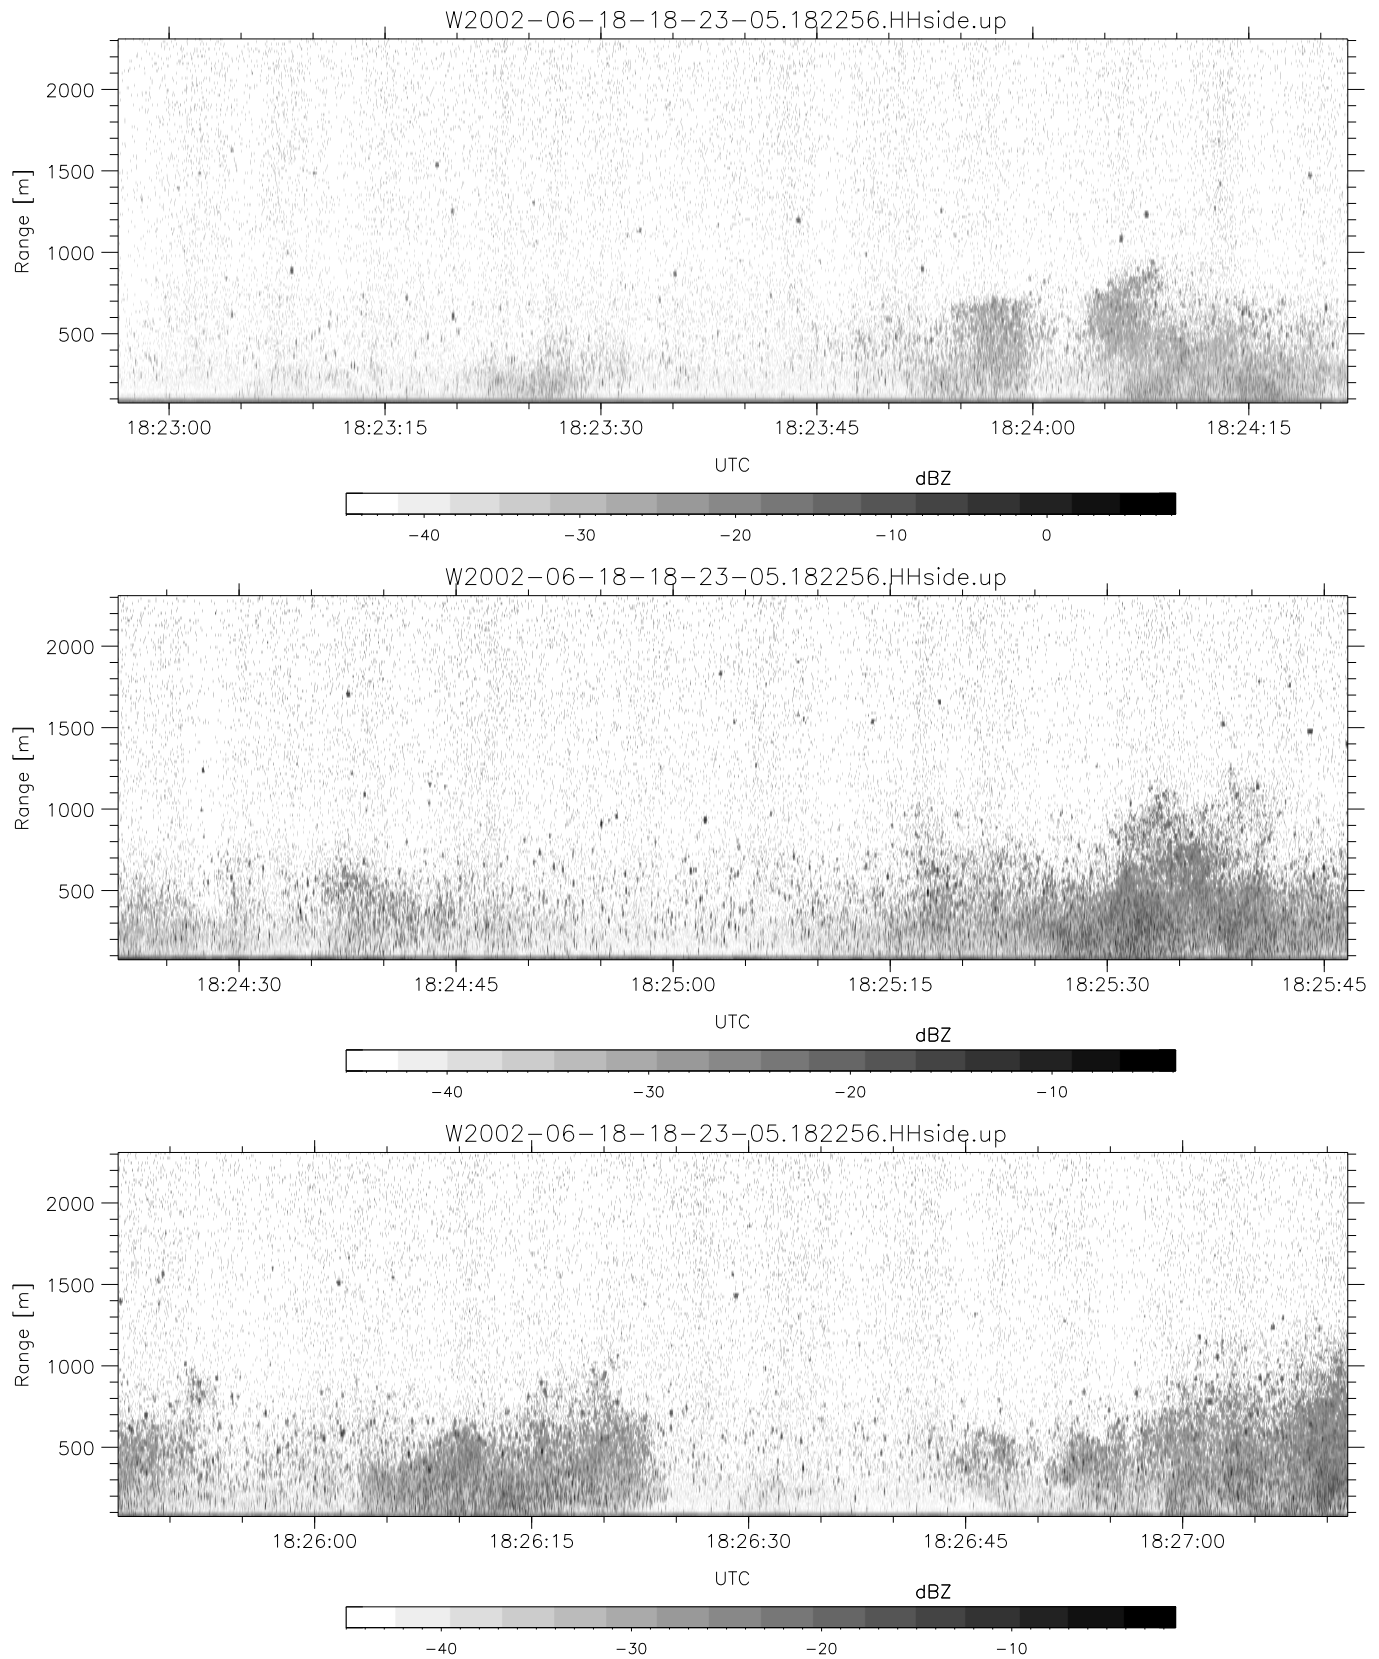 W2002-06-18-18-23-05.182256.HHside.up
Range [m]
2000
1500
1000
500
18:23:00 18:23:15 18:23:30 18:23:45 18:24:00 18:24:15
UTC
dBZ
-40 -30 -20 -10 0
W2002-06-18-18-23-05.182256.HHside.up
Range [m]
2000
1500
1000
500
18:24:30 18:24:45 18:25:00 18:25:15 18:25:30 18:25:45
UTC
dBZ
-40 -30 -20 -10
W2002-06-18-18-23-05.182256.HHside.up
Range [m]
2000
1500
1000
500
18:26:00 18:26:15 18:26:30 18:26:45 18:27:00
UTC
dBZ
-40 -30 -20 -10